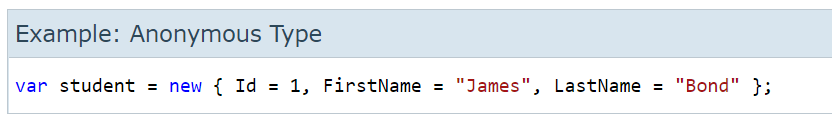 Example: Anonymous Type
var student = new { Id = 1, FirstName = "James", LastName = "Bond" };